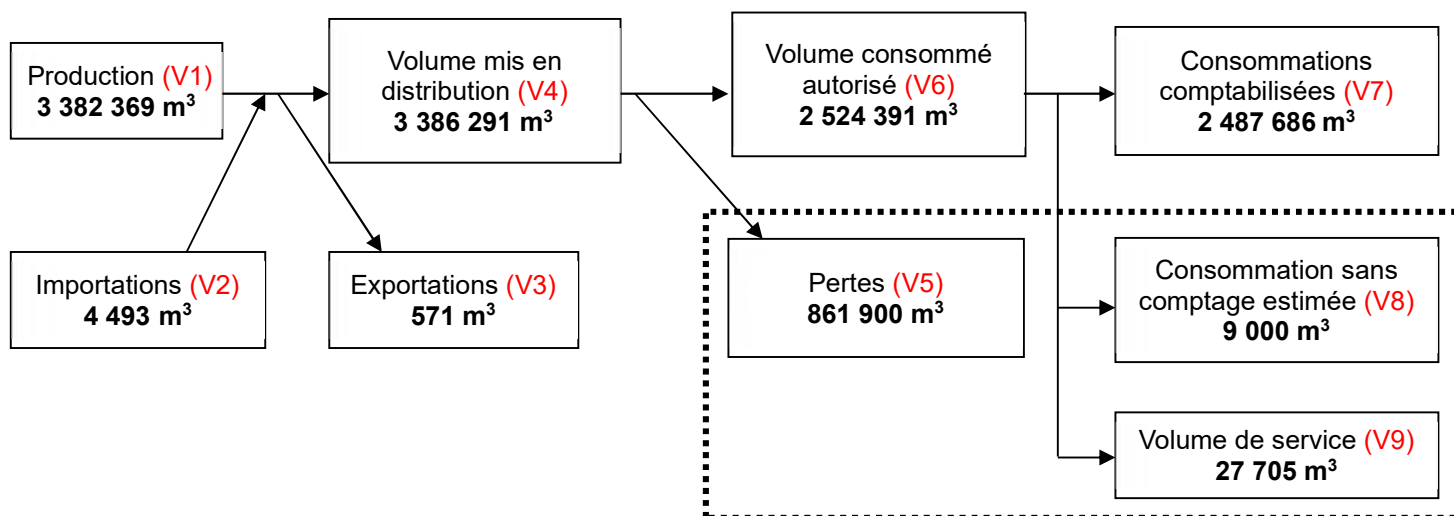 Production (V1)
3 382 369 m³
Volume mis en
distribution (V4)
3 386 291 m³
Volume consommé
autorisé (V6)
2 524 391 m³
Consommations
comptabilisées (V7)
2 487 686 m³
Importations (V2)
4 493 m³
Exportations (V3)
571 m³
Pertes (V5)
861 900 m³
Consommation sans
comptage estimée (V8)
9 000 m³
Volume de service (V9)
27 705 m³